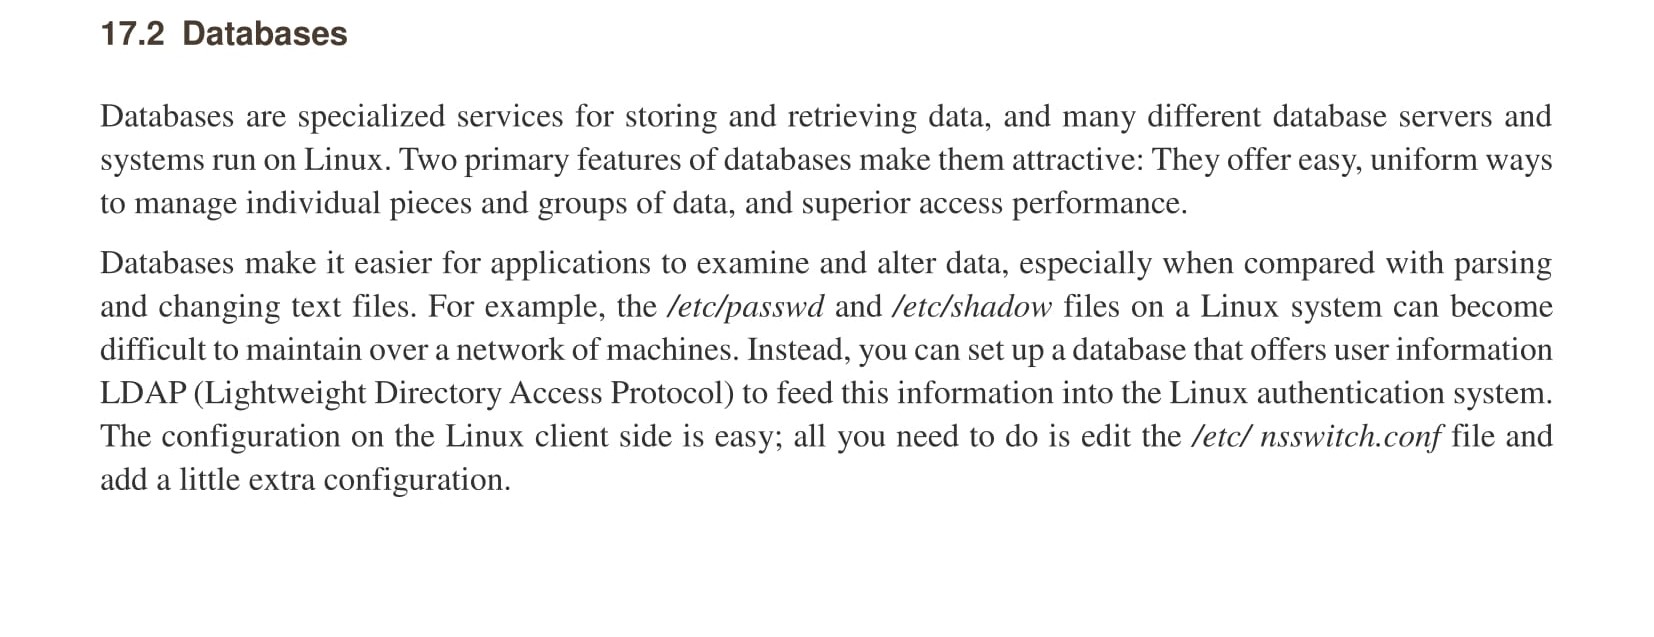 17.2 Databases
Databases are specialized services for storing and retrieving data, and many different database servers and
systems run on Linux. Two primary features of databases make them attractive: They offer easy, uniform ways
to manage individual pieces and groups of data, and superior access performance.
Databases make it easier for applications to examine and alter data, especially when compared with parsing
and changing text files. For example, the /etc/passwd and /etc/shadow files on a Linux system can become
difficult to maintain over a network of machines. Instead, you can set up a database that offers user information
LDAP (Lightweight Directory Access Protocol) to feed this information into the Linux authentication system.
The configuration on the Linux client side is easy; all you need to do is edit the /etc/ nsswitch.conf file and
add a little extra configuration.